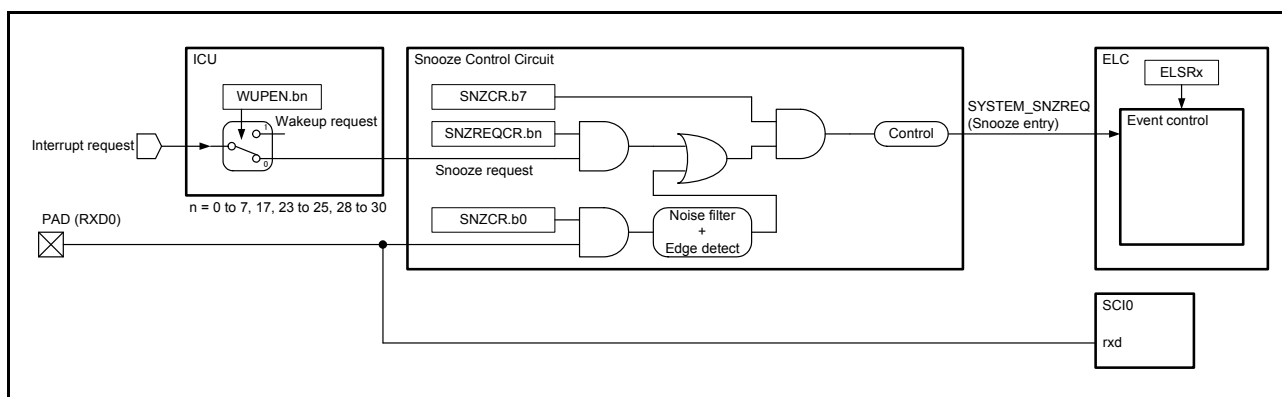 ICU
WUPEN.bn
1
Wakeup request
Interrupt request
0
n = 0 to 7, 17, 23 to 25, 28 to 30
PAD (RXD0)
Snooze Control Circuit
SNZCR.b7
SNZREQCR.bn
Snooze request
SNZCR.b0
Noise filter
+
Edge detect
Control
SYSTEM_SNZREQ
(Snooze entry)
ELC
ELSRx
Event control
SCI0
rxd